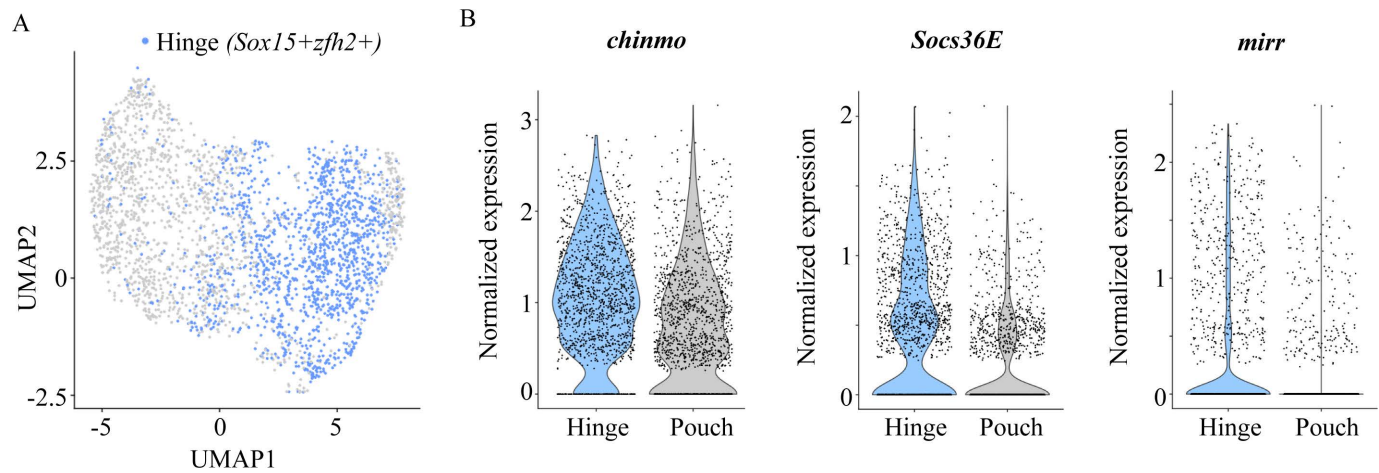 A
Hinge (Sox15+zfh2+)
UMAP2
2.5
0
-2.5
-5
0
5
UMAP1
B
chinmo
Normalized expression
3
2
1
0
Hinge
Pouch
Socs36E
Normalized expression
2
1
0
Hinge
Pouch
mirr
Normalized expression
2
1
0
Hinge
Pouch